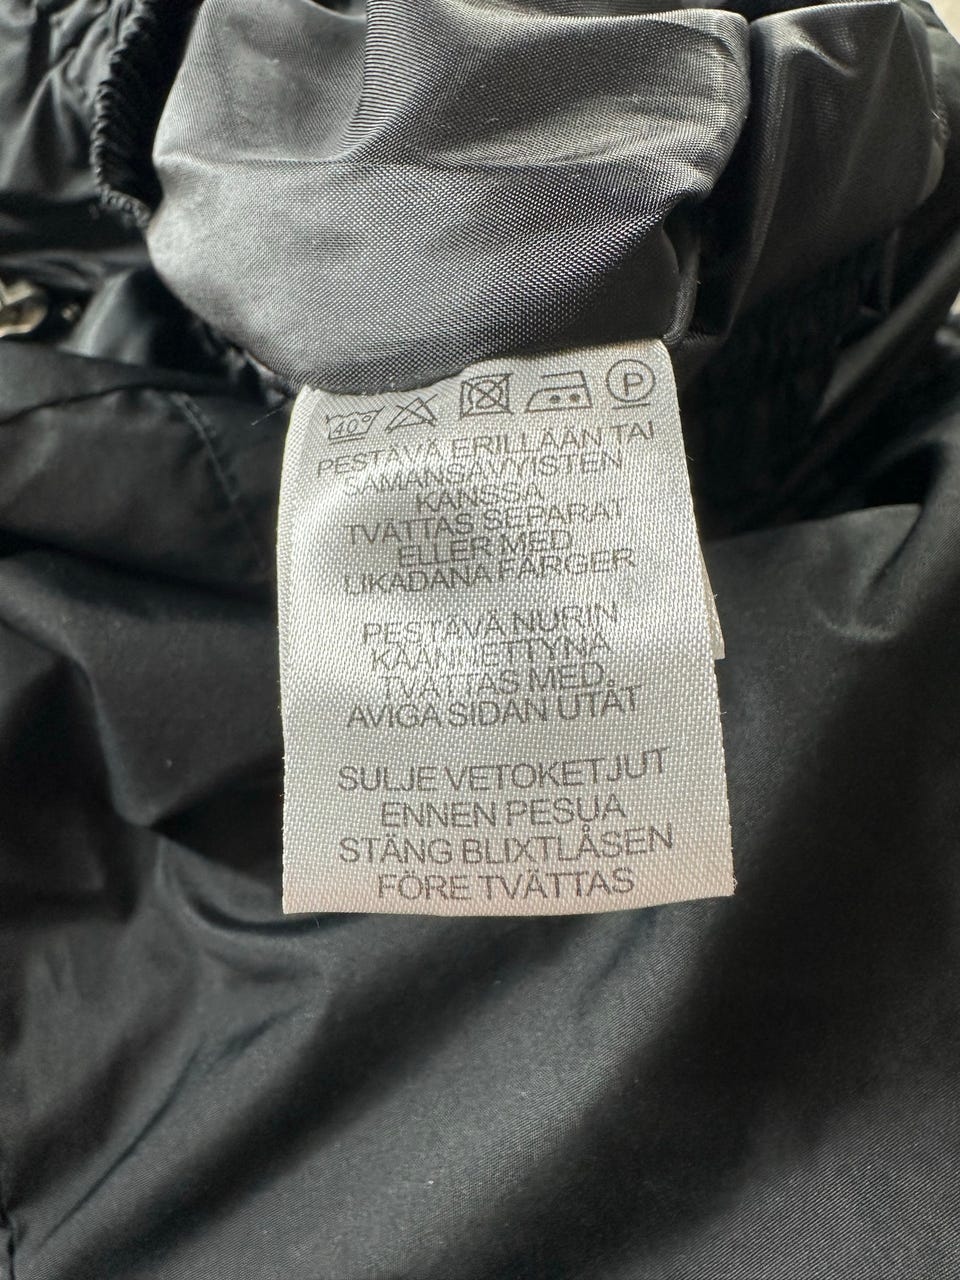 40°
P
PESTÄVÄ ERILLÄÄN TAI
SAMANSÄVYISTEN
KANSSA
TVÄTTAS SEPARAT
ELLER MED
LIKADANA FÄRGER
PESTÄVÄ NURIN
KÄÄNNETTYNÄ
TVÄTTAS MED
AVIGA SIDAN UTÅT
SULJE VETOKETJUT
ENNEN PESUA
STÄNG BLIXTLÅSEN
FÖRE TVÄTTAS